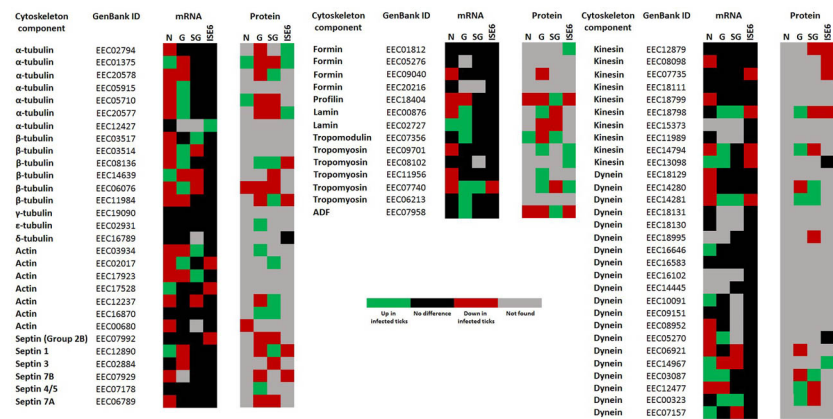 Cytoskeleton component GenBank ID mRNA Protein
N G SG ISE6 N G SG ISE6
α-tubulin EEC02794
α-tubulin EEC01375
α-tubulin EEC20578
α-tubulin EEC05915
α-tubulin EEC05710
α-tubulin EEC20577
α-tubulin EEC12427
β-tubulin EEC03517
β-tubulin EEC03514
β-tubulin EEC08136
β-tubulin EEC14639
β-tubulin EEC06076
β-tubulin EEC11984
γ-tubulin EEC19090
ε-tubulin EEC02931
δ-tubulin EEC16789
Actin EEC03934
Actin EEC02017
Actin EEC17923
Actin EEC17528
Actin EEC12237
Actin EEC16870
Actin EEC00680
Septin (Group 2B) EEC07992
Septin 1 EEC12890
Septin 3 EEC02884
Septin 7B EEC07929
Septin 4/5 EEC07178
Septin 7A EEC06789
Cytoskeleton component GenBank ID mRNA Protein
N G SG ISE6 N G SG ISE6
Formin EEC01812
Formin EEC05276
Formin EEC09040
Formin EEC20216
Profilin EEC18404
Lamin EEC00876
Lamin EEC02727
Tropomodulin EEC07356
Tropomyosin EEC09701
Tropomyosin EEC08102
Tropomyosin EEC11956
Tropomyosin EEC07740
Tropomyosin EEC06213
ADF EEC07958
Up in infected ticks No difference Down in infected ticks Not found
Cytoskeleton component GenBank ID mRNA Protein
N G SG ISE6 N G SG ISE6
Kinesin EEC12879
Kinesin EEC08098
Kinesin EEC07735
Kinesin EEC18111
Kinesin EEC18799
Kinesin EEC18798
Kinesin EEC15373
Kinesin EEC11989
Kinesin EEC14794
Kinesin EEC13098
Dynein EEC18129
Dynein EEC14280
Dynein EEC14281
Dynein EEC18131
Dynein EEC18130
Dynein EEC18995
Dynein EEC16646
Dynein EEC16583
Dynein EEC16102
Dynein EEC14445
Dynein EEC10091
Dynein EEC09151
Dynein EEC08952
Dynein EEC05270
Dynein EEC06921
Dynein EEC14967
Dynein EEC03087
Dynein EEC12477
Dynein EEC00323
Dynein EEC07157